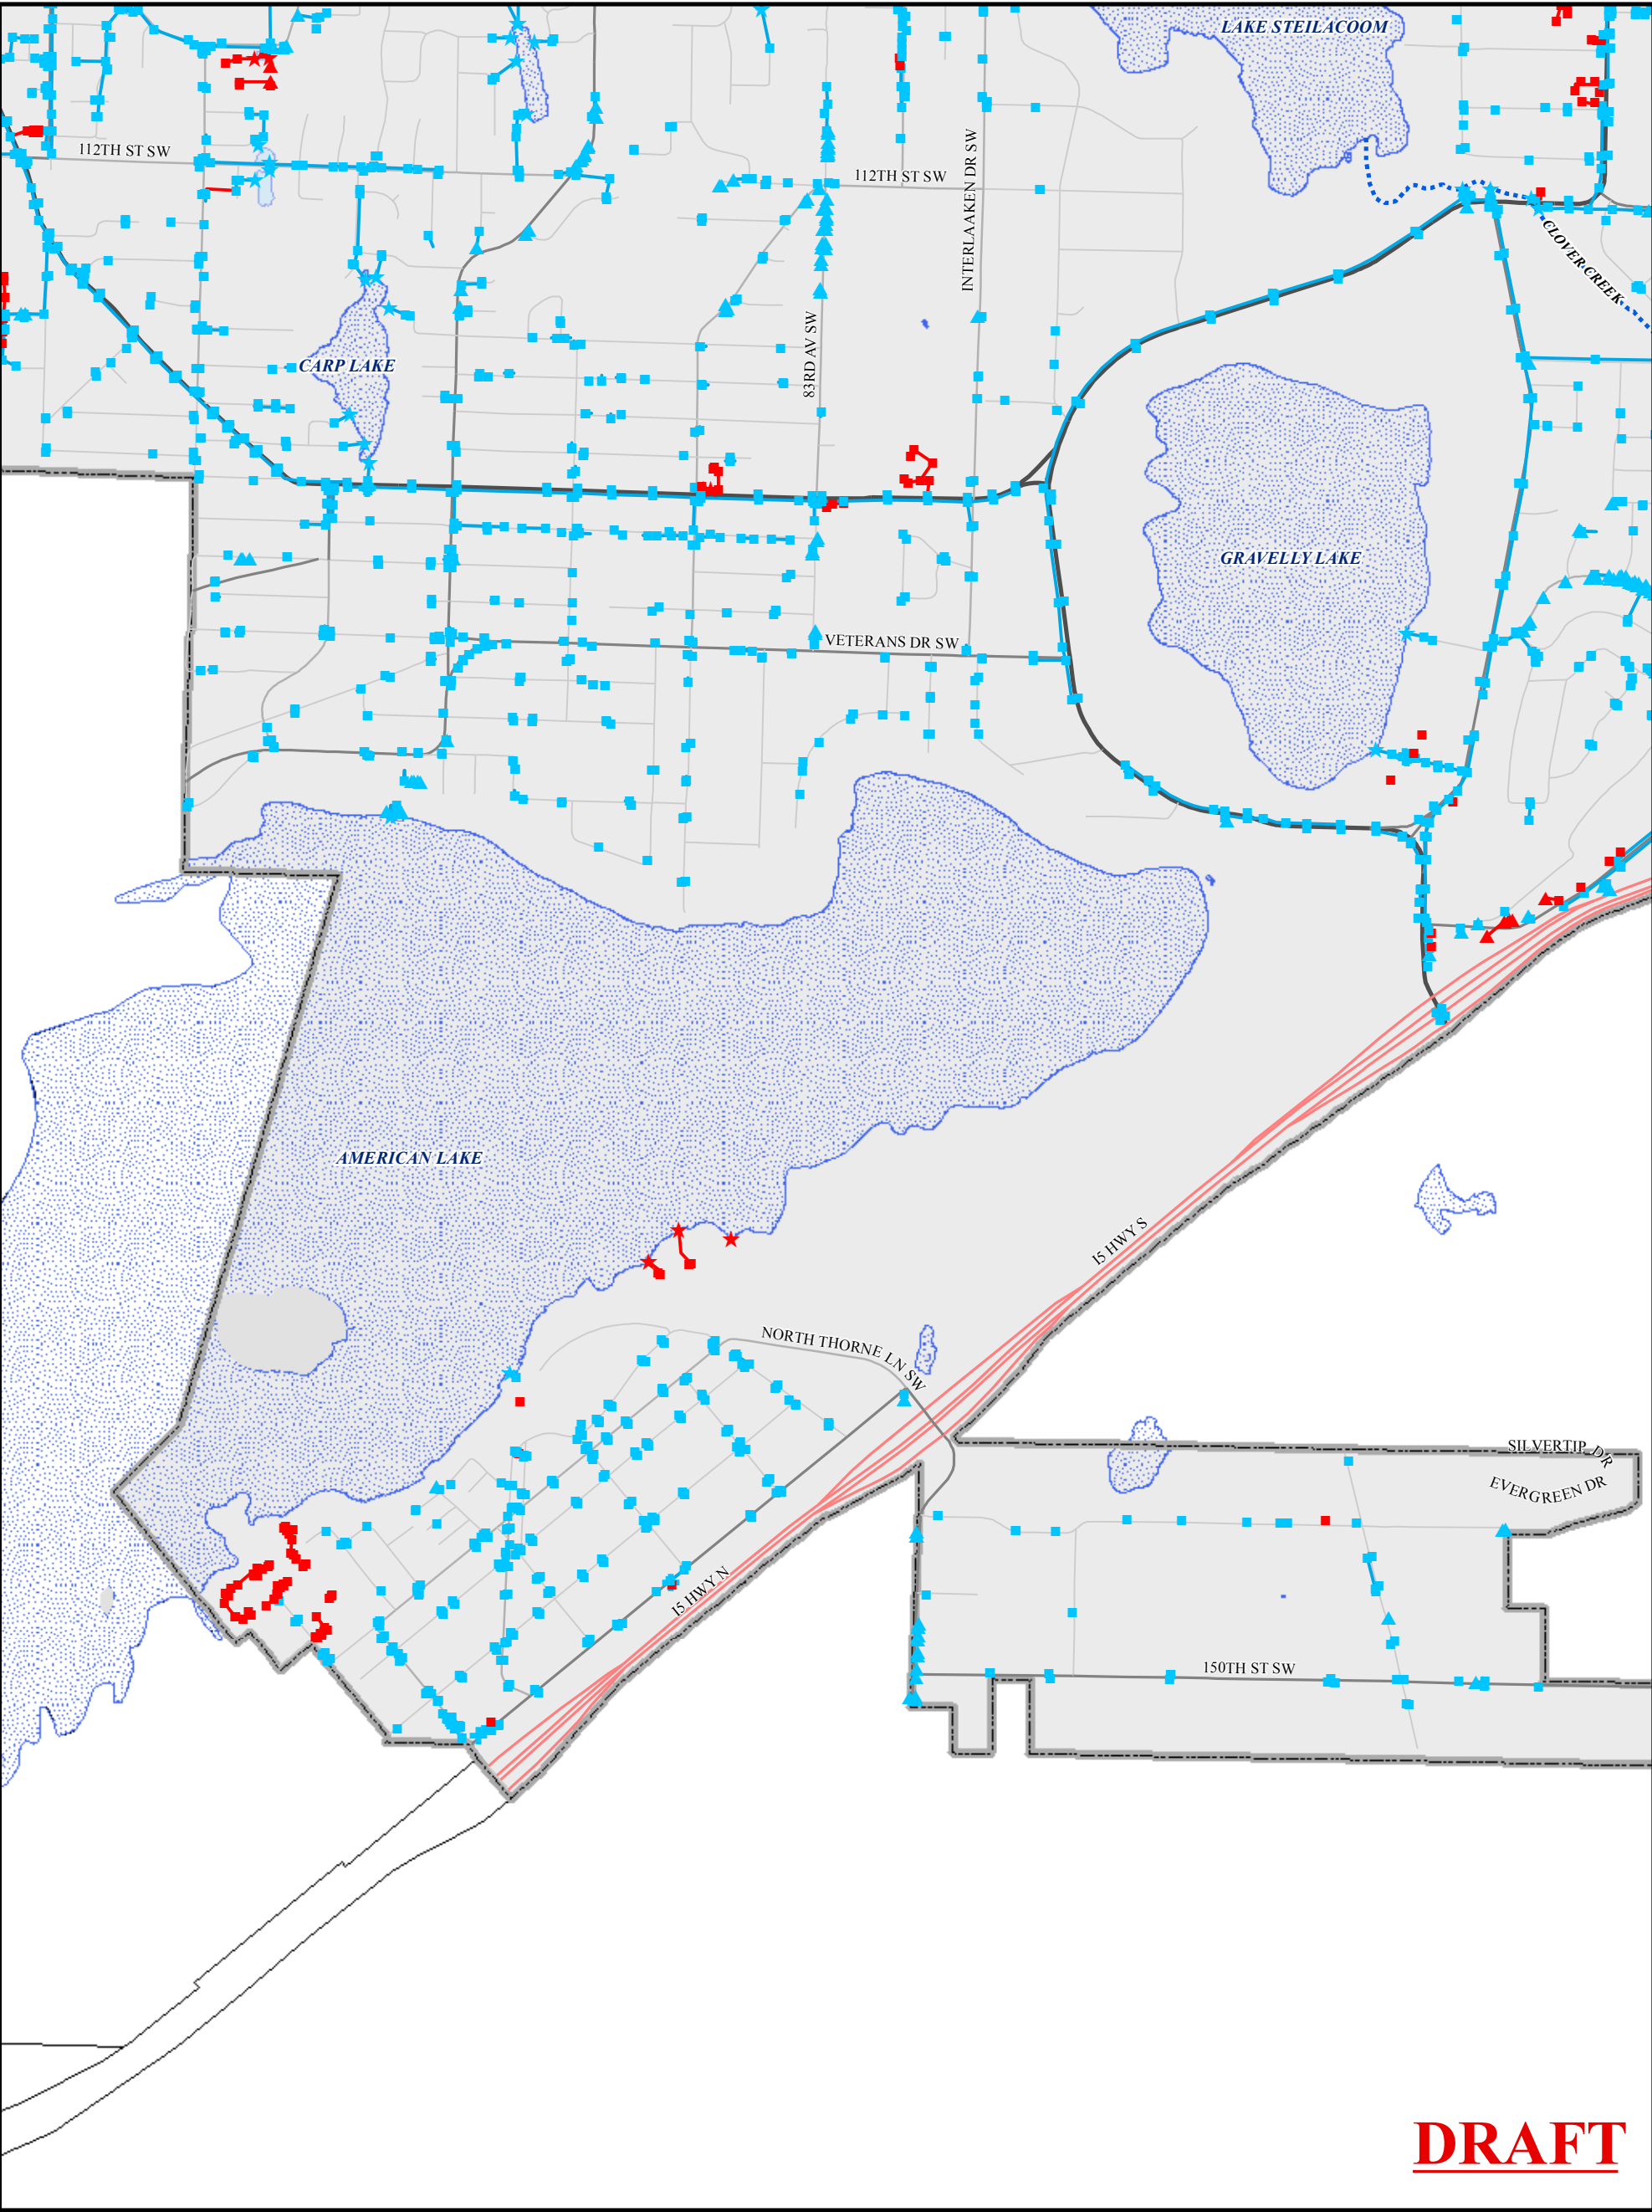 LAKE STEILACOOM
112TH ST SW
112TH ST SW
INTERLAAKEN DR SW
CLOVER CREEK
83RD AV SW
CARP LAKE
GRAVELLY LAKE
VETERANS DR SW
AMERICAN LAKE
I5 HWY S
NORTH THORNE LN SW
SILVERTIP DR
EVERGREEN DR
I5 HWY N
150TH ST SW
DRAFT